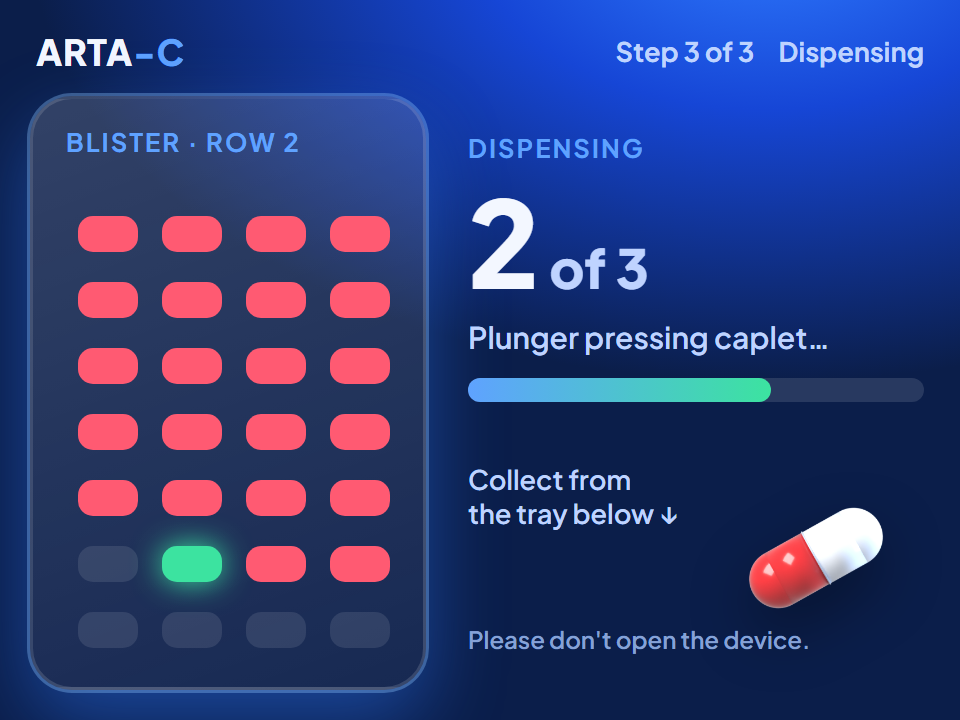 ARTA-C
Step 3 of 3 Dispensing
BLISTER · ROW 2
DISPENSING
2 of 3
Plunger pressing caplet…
Collect from
the tray below ↓
Please don't open the device.